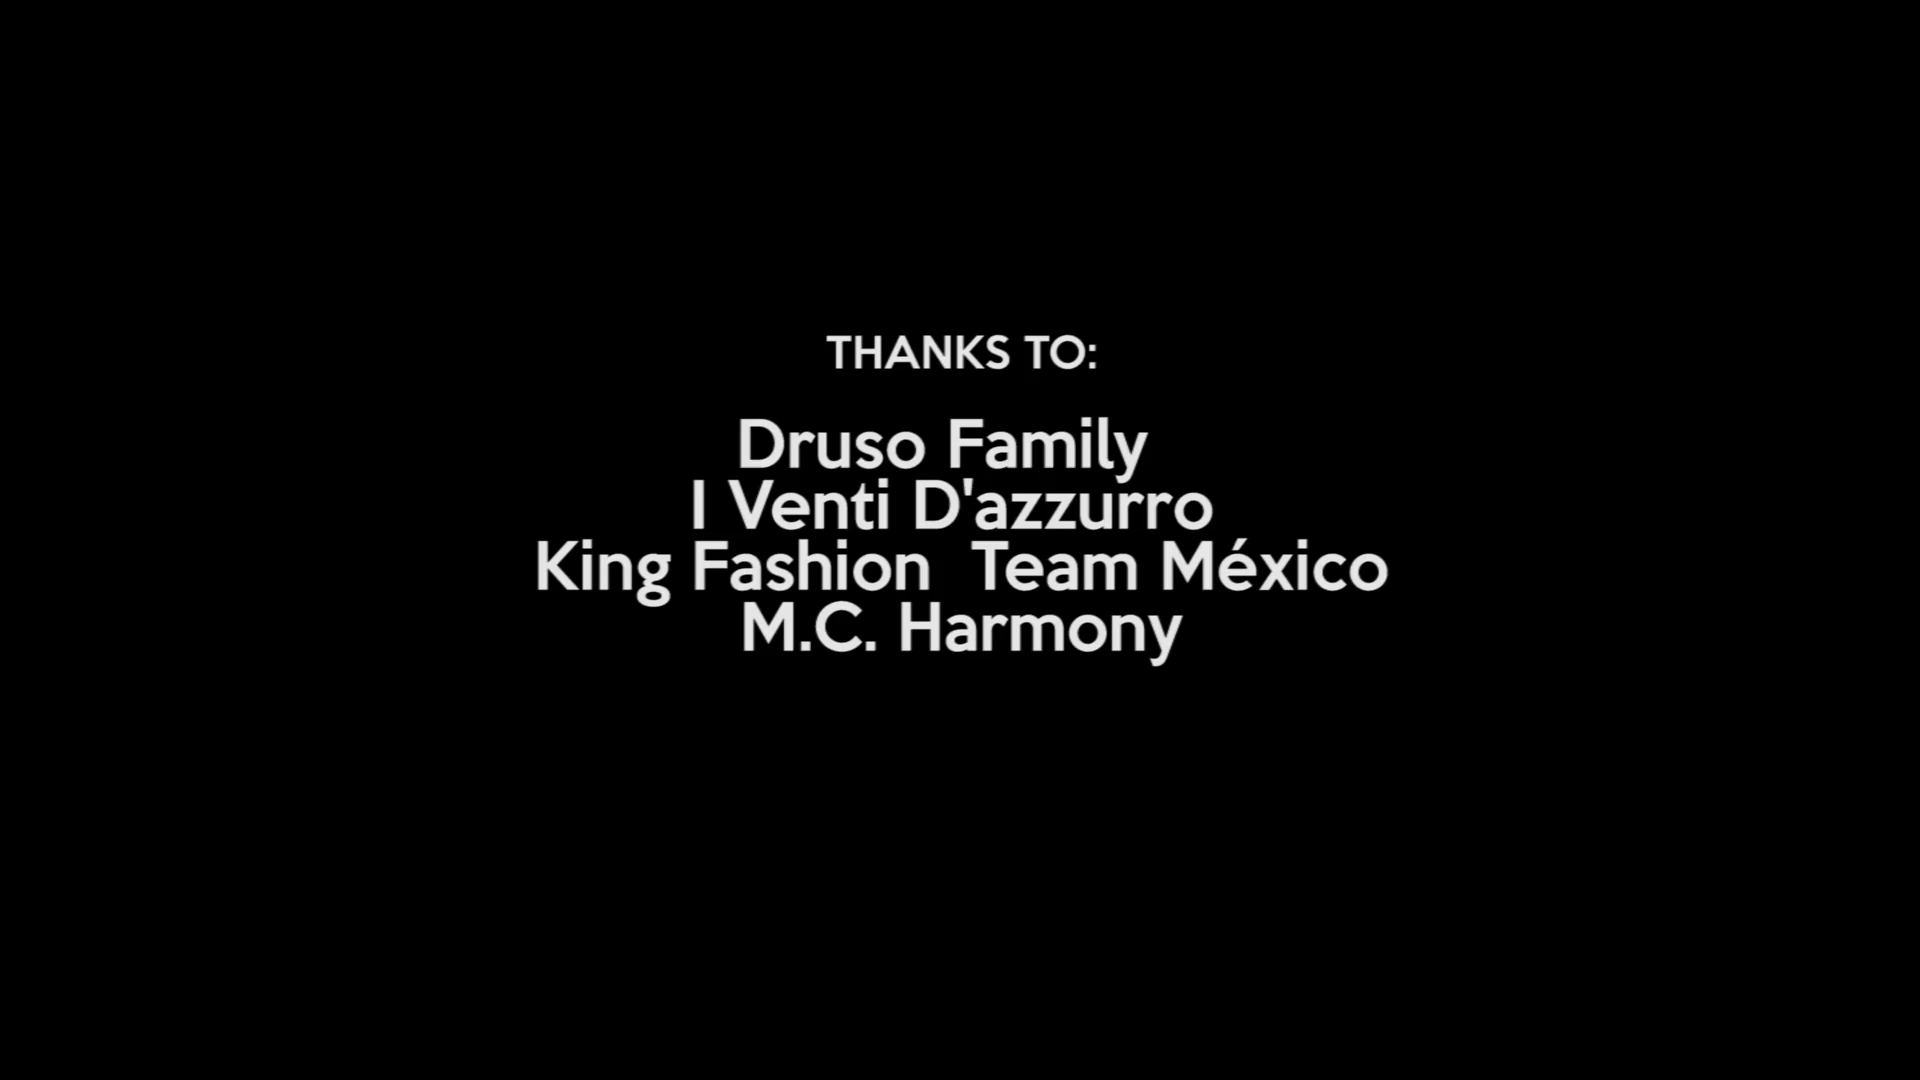 THANKS TO:
Druso Family
I Venti D'azzurro
King Fashion  Team México
M.C. Harmony